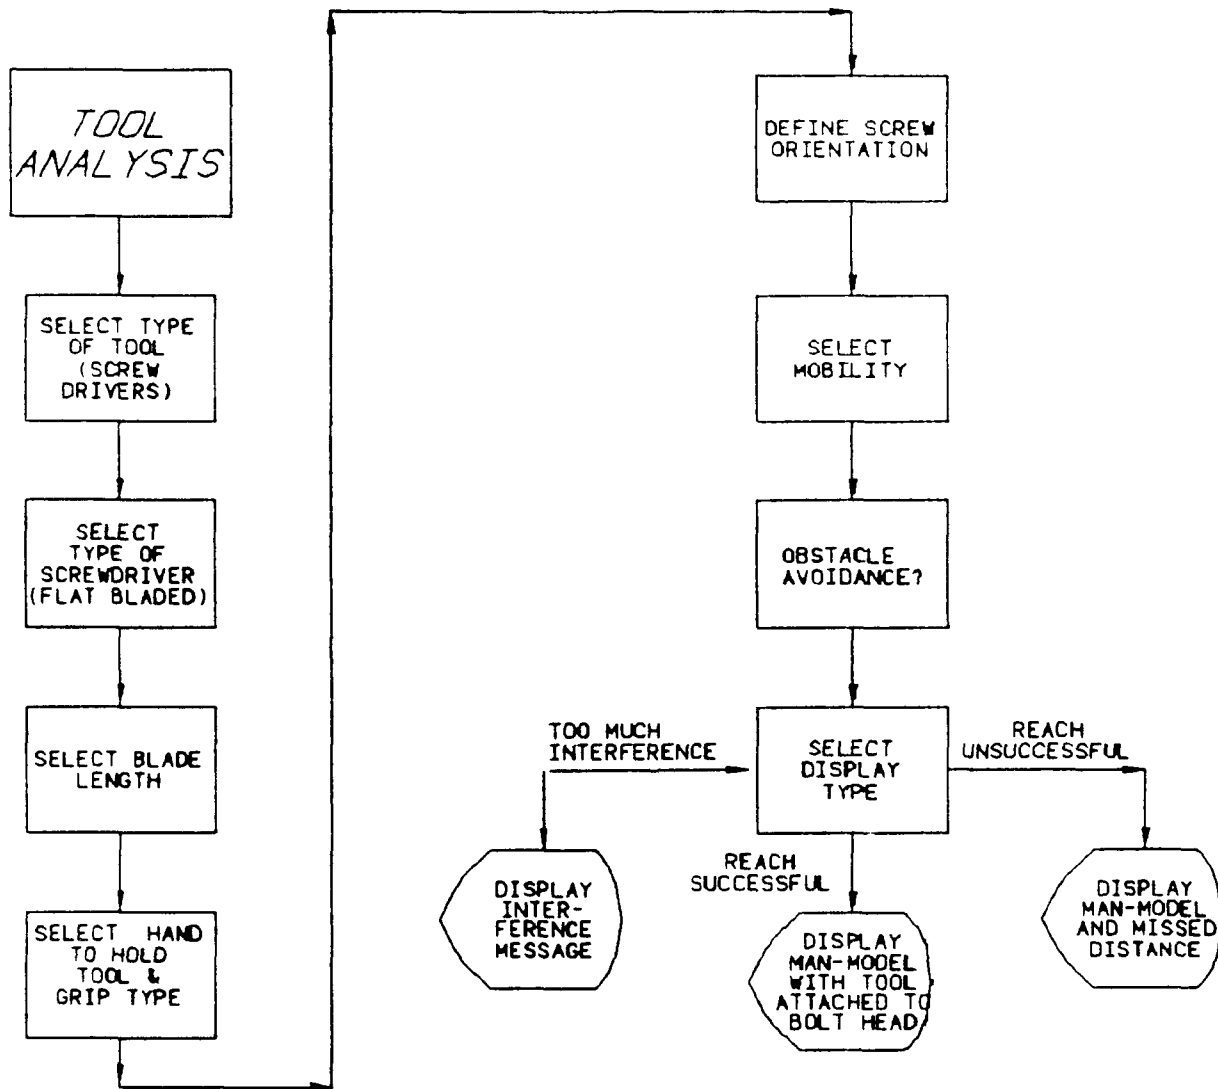 TOOL
ANALYSIS
SELECT TYPE
OF TOOL
(SCREW
DRIVERS)
SELECT
TYPE OF
SCREWDRIVER
(FLAT BLADED)
SELECT BLADE
LENGTH
SELECT HAND
TO HOLD
TOOL &
GRIP TYPE
DEFINE SCREW
ORIENTATION
SELECT
MOBILITY
OBSTACLE
AVOIDANCE?
SELECT
DISPLAY
TYPE
TOO MUCH
INTERFERENCE
REACH
UNSUCCESSFUL
REACH
SUCCESSFUL
DISPLAY
INTER-
FERENCE
MESSAGE
DISPLAY
MAN-MODEL
WITH TOOL
ATTACHED TO
BOLT HEAD
DISPLAY
MAN-MODEL
AND MISSED
DISTANCE